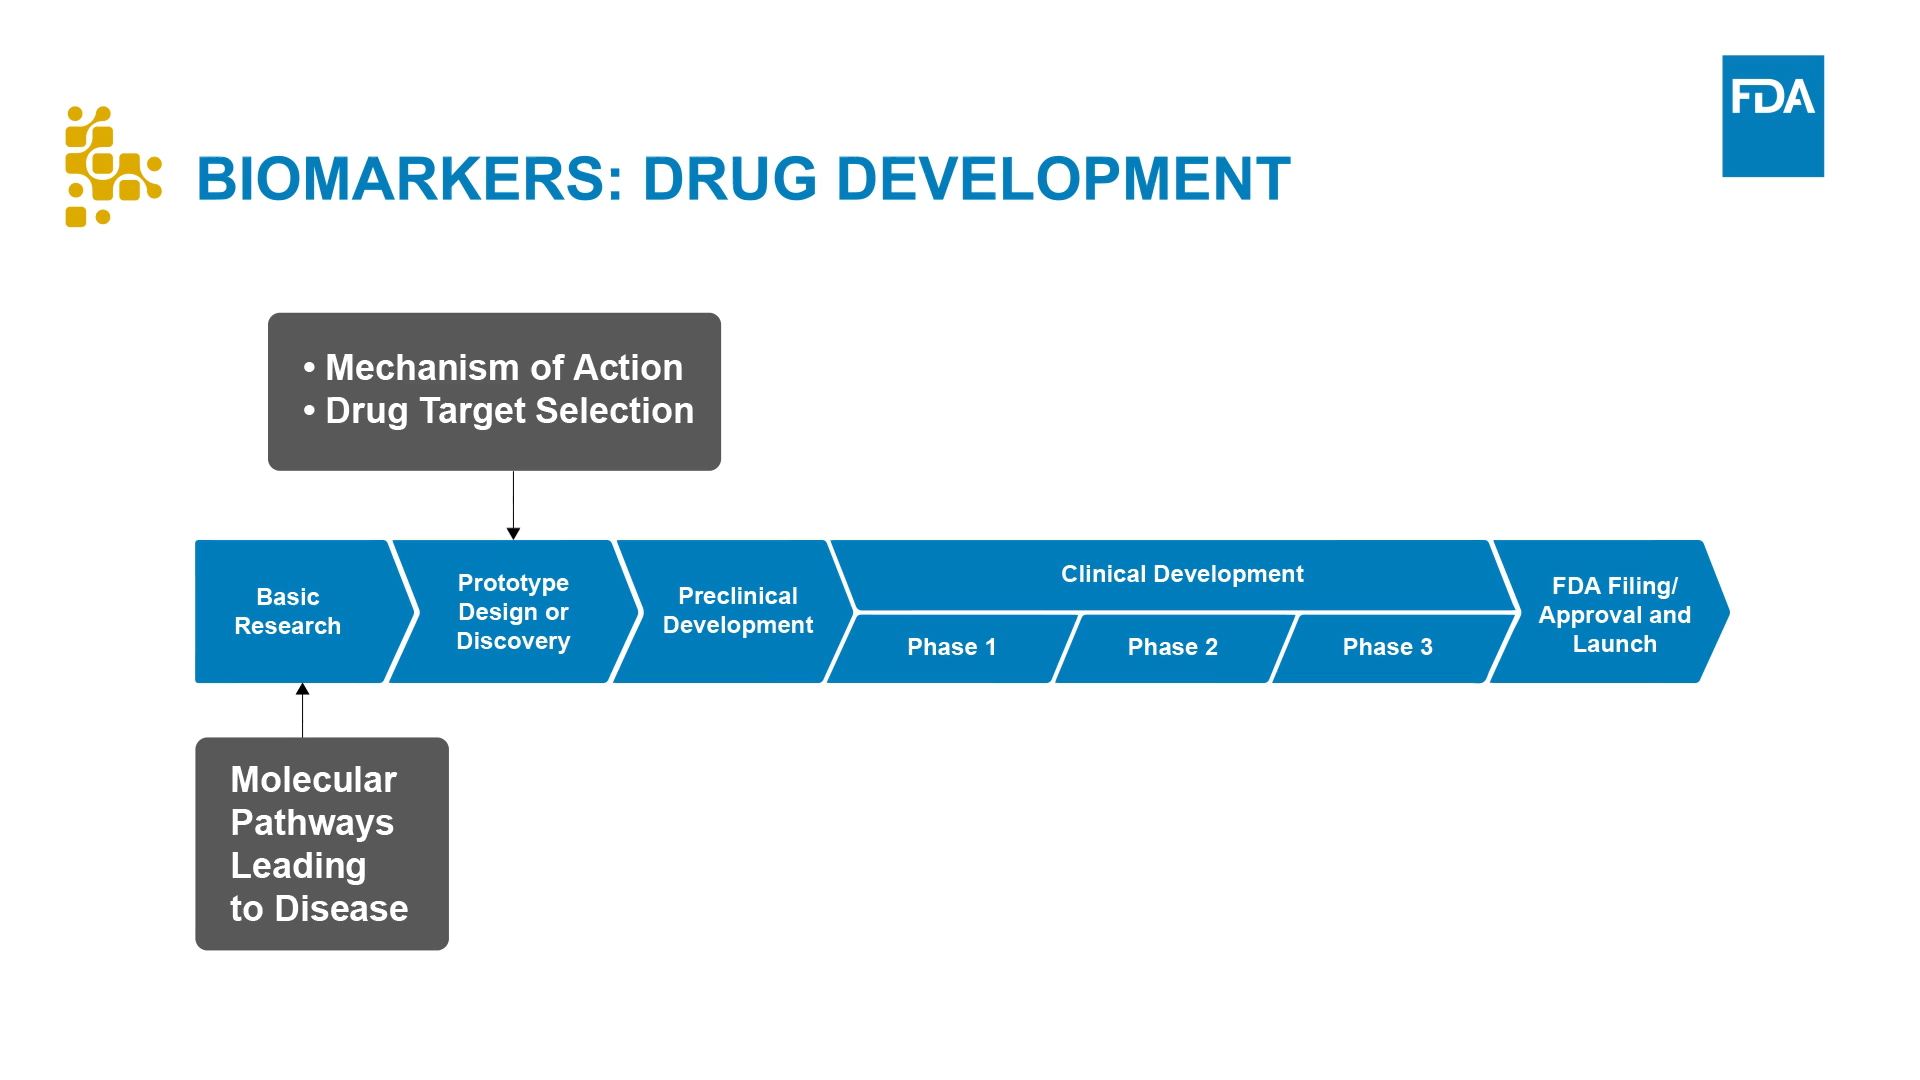 FDA
BIOMARKERS: DRUG DEVELOPMENT
• Mechanism of Action
• Drug Target Selection
Basic
Research
Prototype
Design or
Discovery
Preclinical
Development
Clinical Development
Phase 1
Phase 2
Phase 3
FDA Filing/
Approval and
Launch
Molecular
Pathways
Leading
to Disease